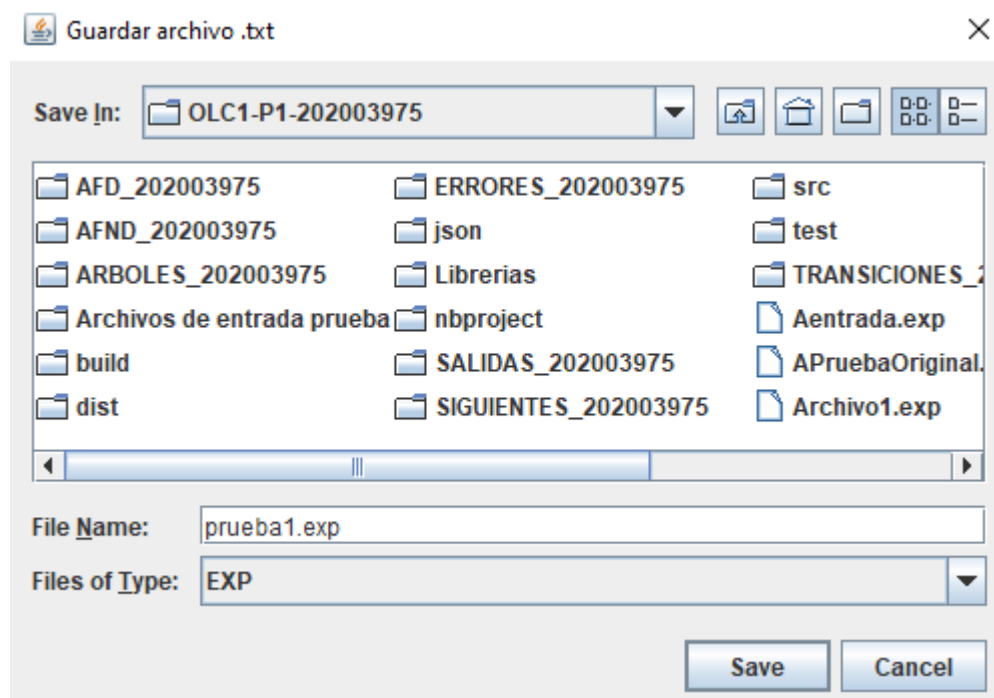 Guardar archivo .txt
Save In: OLC1-P1-202003975
AFD_202003975 ERRORES_202003975 src
AFND_202003975 json test
ARBOLES_202003975 Librerias TRANSICIONES_2
Archivos de entrada prueba nbproject Aentrada.exp
build SALIDAS_202003975 APruebaOriginal.
dist SIGUIENTES_202003975 Archivo1.exp
File Name: prueba1.exp
Files of Type: EXP
Save Cancel